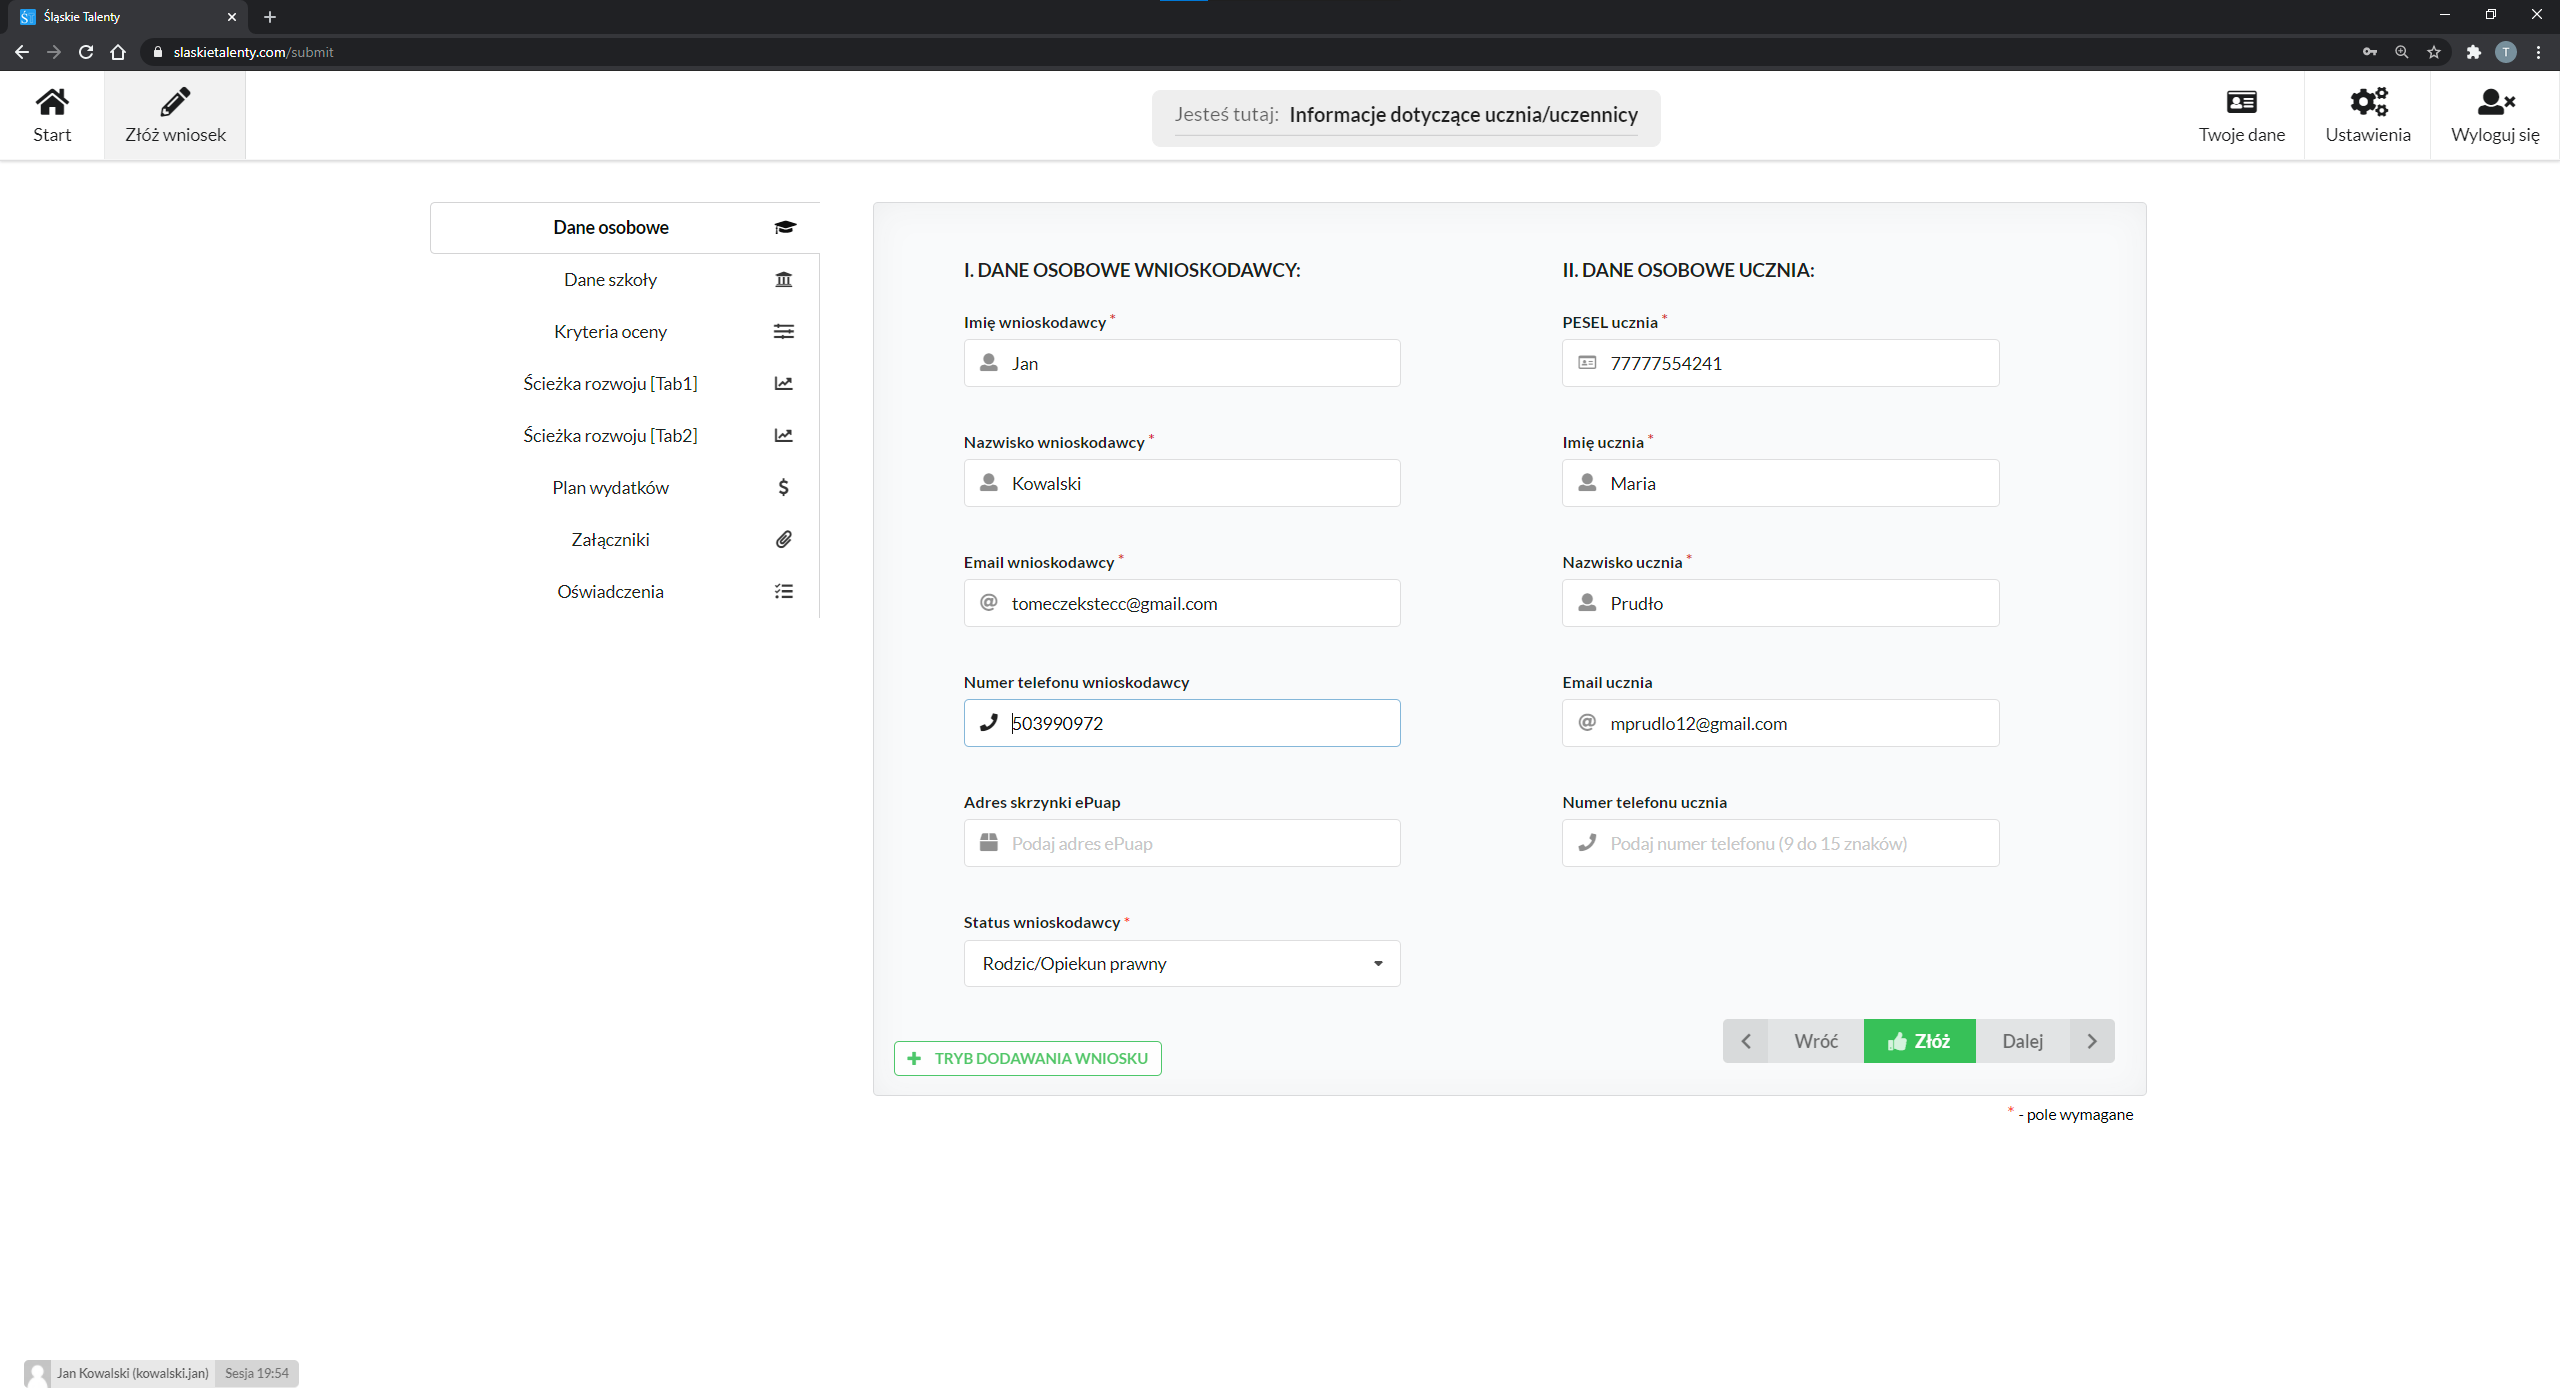 Śląskie Talenty
slaskietalenty.com/submit
T
Start
Złóż wniosek
Jesteś tutaj: Informacje dotyczące ucznia/uczennicy
Twoje dane
Ustawienia
Wyloguj się
Dane osobowe
Dane szkoły
Kryteria oceny
Ścieżka rozwoju [Tab1]
Ścieżka rozwoju [Tab2]
Plan wydatków
Załączniki
Oświadczenia
I. DANE OSOBOWE WNIOSKODAWCY:
Imię wnioskodawcy *
Jan
Nazwisko wnioskodawcy *
Kowalski
Email wnioskodawcy *
tomeczekstecc@gmail.com
Numer telefonu wnioskodawcy
503990972
Adres skrzynki ePuap
Podaj adres ePuap
Status wnioskodawcy *
Rodzic/Opiekun prawny
II. DANE OSOBOWE UCZNIA:
PESEL ucznia *
77777554241
Imię ucznia *
Maria
Nazwisko ucznia *
Prudło
Email ucznia
mprudlo12@gmail.com
Numer telefonu ucznia
Podaj numer telefonu (9 do 15 znaków)
TRYB DODAWANIA WNIOSKU
Wróć
Złóż
Dalej
* - pole wymagane
Jan Kowalski (kowalski.jan)
Sesja 19:54